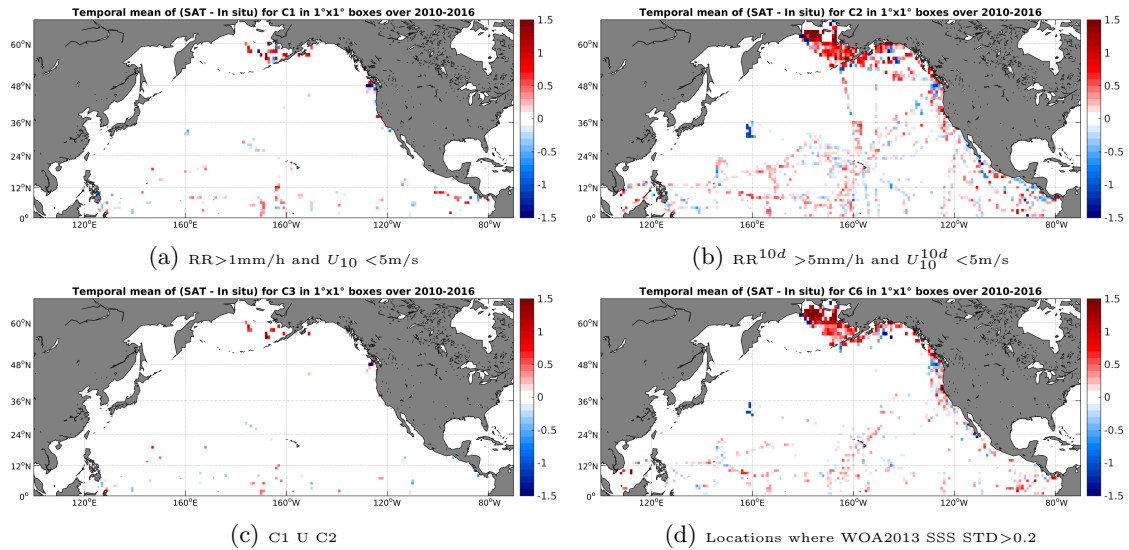 Temporal mean of (SAT - In situ) for C1 in 1°x1° boxes over 2010-2016
60°N
48°N
36°N
24°N
12°N
0°
120°E
160°E
160°W
120°W
80°W
1.5
1
0.5
0
-0.5
-1
-1.5
(a) RR>1mm/h and U10 <5m/s
Temporal mean of (SAT - In situ) for C2 in 1°x1° boxes over 2010-2016
60°N
48°N
36°N
24°N
12°N
0°
120°E
160°E
160°W
120°W
80°W
1.5
1
0.5
0
-0.5
-1
-1.5
(b) RR^10d >5mm/h and U10^10d <5m/s
Temporal mean of (SAT - In situ) for C3 in 1°x1° boxes over 2010-2016
60°N
48°N
36°N
24°N
12°N
0°
120°E
160°E
160°W
120°W
80°W
1.5
1
0.5
0
-0.5
-1
-1.5
(c) C1 U C2
Temporal mean of (SAT - In situ) for C6 in 1°x1° boxes over 2010-2016
60°N
48°N
36°N
24°N
12°N
0°
120°E
160°E
160°W
120°W
80°W
1.5
1
0.5
0
-0.5
-1
-1.5
(d) Locations where WOA2013 SSS STD>0.2